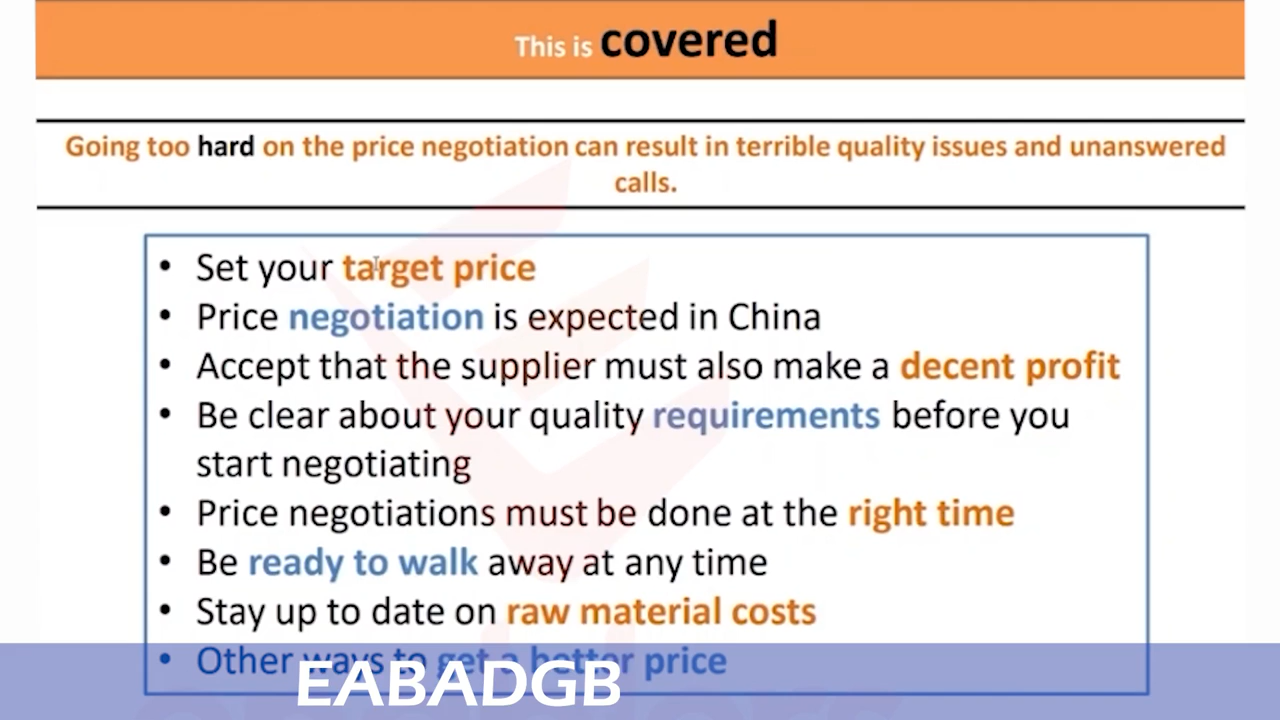 This is covered
Going too hard on the price negotiation can result in terrible quality issues and unanswered
calls.
• Set your target price
• Price negotiation is expected in China
• Accept that the supplier must also make a decent profit
• Be clear about your quality requirements before you
start negotiating
• Price negotiations must be done at the right time
• Be ready to walk away at any time
• Stay up to date on raw material costs
• Other ways to get a better price
EABADGB